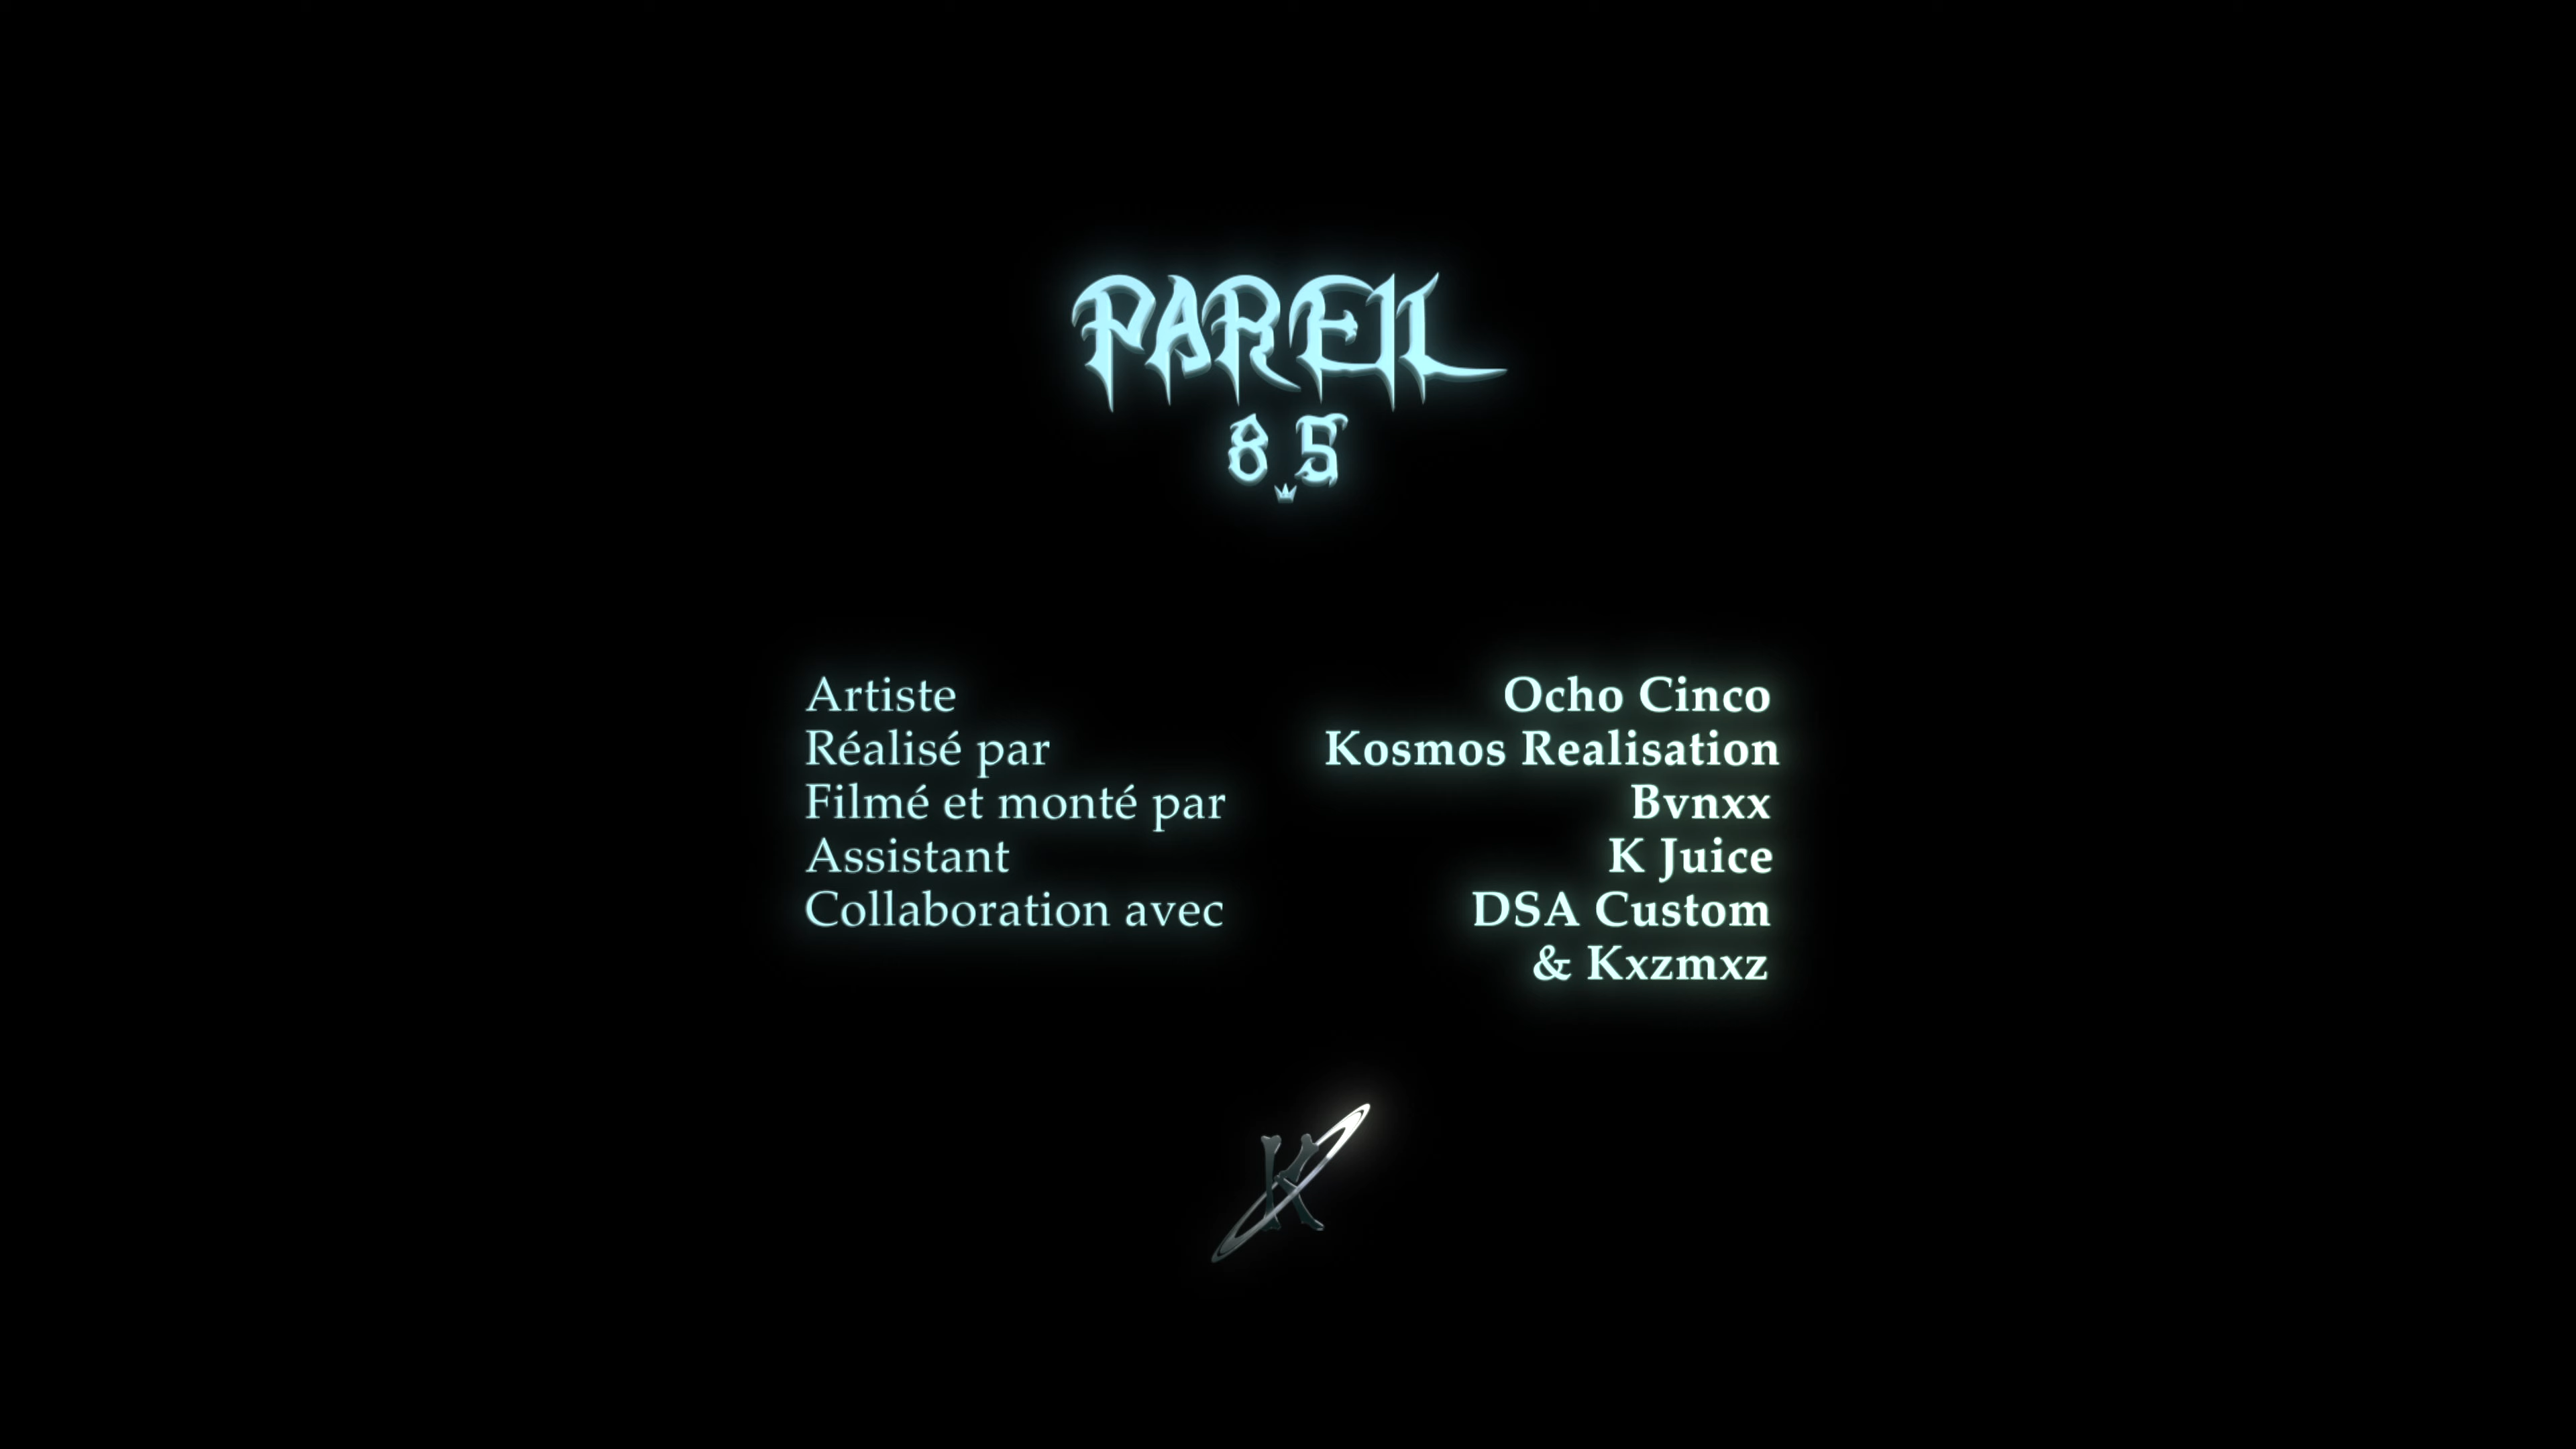 PAREIL
8 5
Artiste Ocho Cinco
Réalisé par Kosmos Realisation
Filmé et monté par Bvnxx
Assistant K Juice
Collaboration avec DSA Custom
& Kxzmxz
K